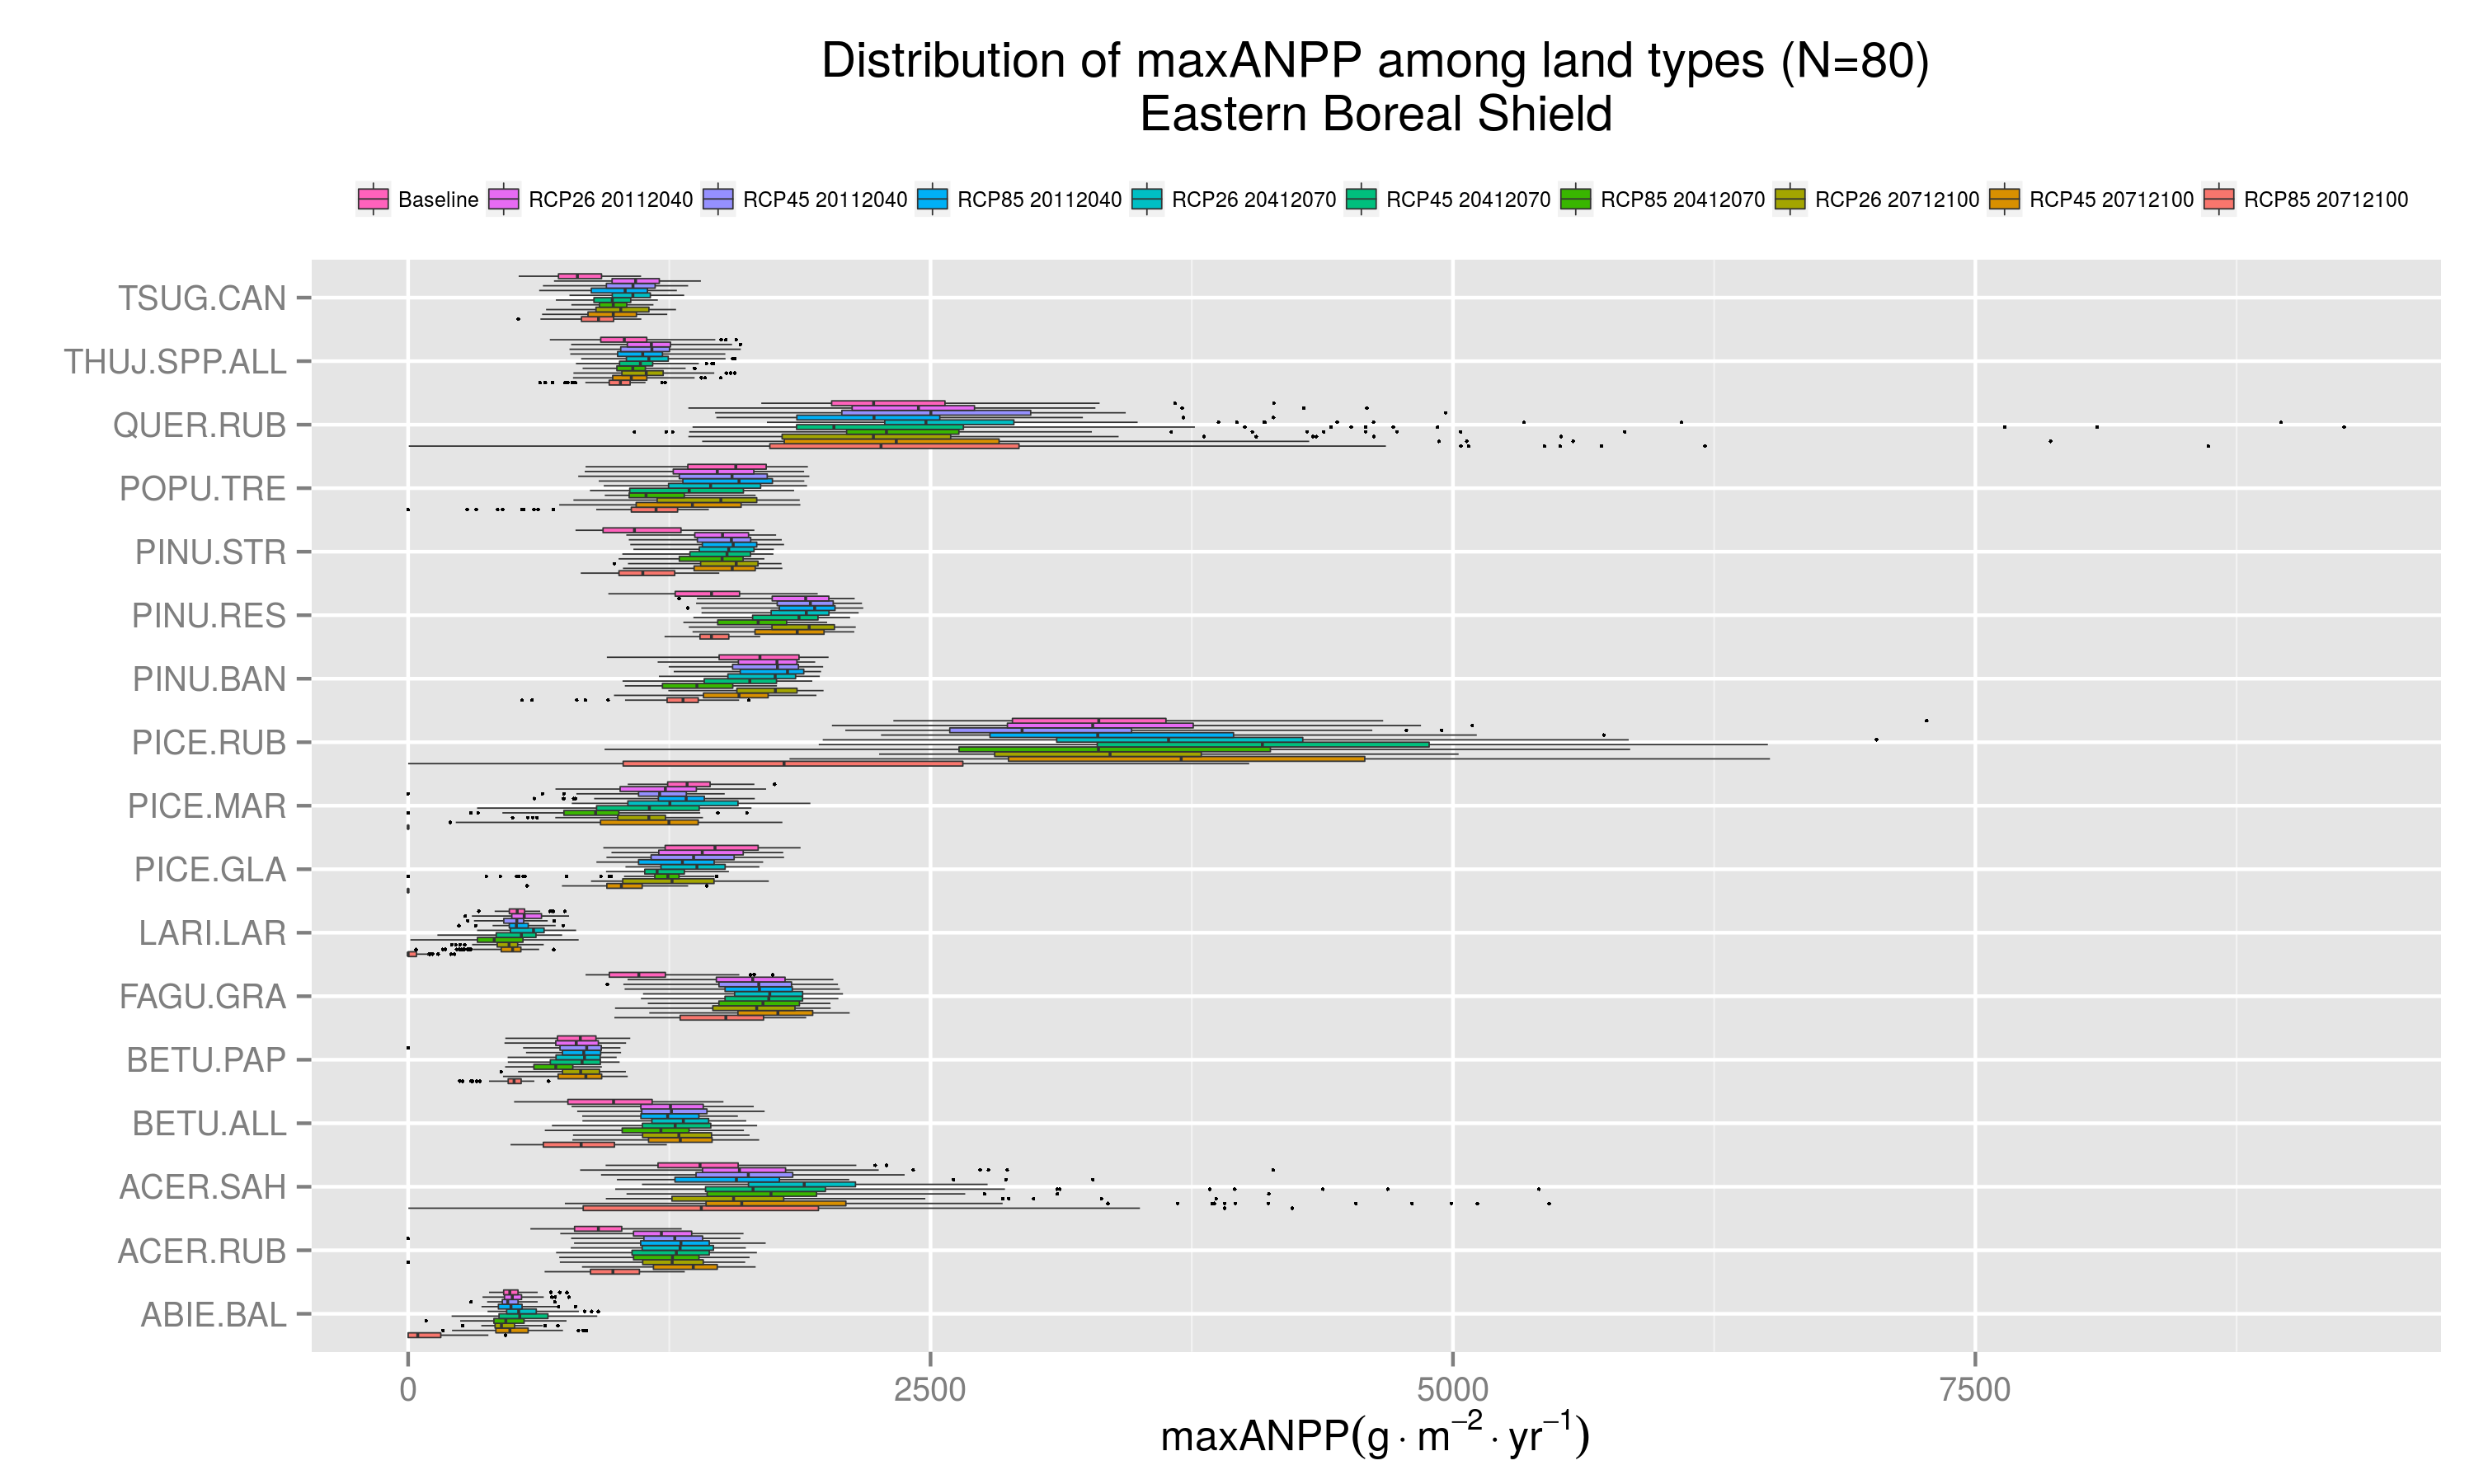 Distribution of maxANPP among land types (N=80)
Eastern Boreal Shield
Baseline RCP26 20112040 RCP45 20112040 RCP85 20112040 RCP26 20412070 RCP45 20412070 RCP85 20412070 RCP26 20712100 RCP45 20712100 RCP85 20712100
TSUG.CAN
THUJ.SPP.ALL
QUER.RUB
POPU.TRE
PINU.STR
PINU.RES
PINU.BAN
PICE.RUB
PICE.MAR
PICE.GLA
LARI.LAR
FAGU.GRA
BETU.PAP
BETU.ALL
ACER.SAH
ACER.RUB
ABIE.BAL
0 2500 5000 7500
maxANPP(g·m⁻²·yr⁻¹)